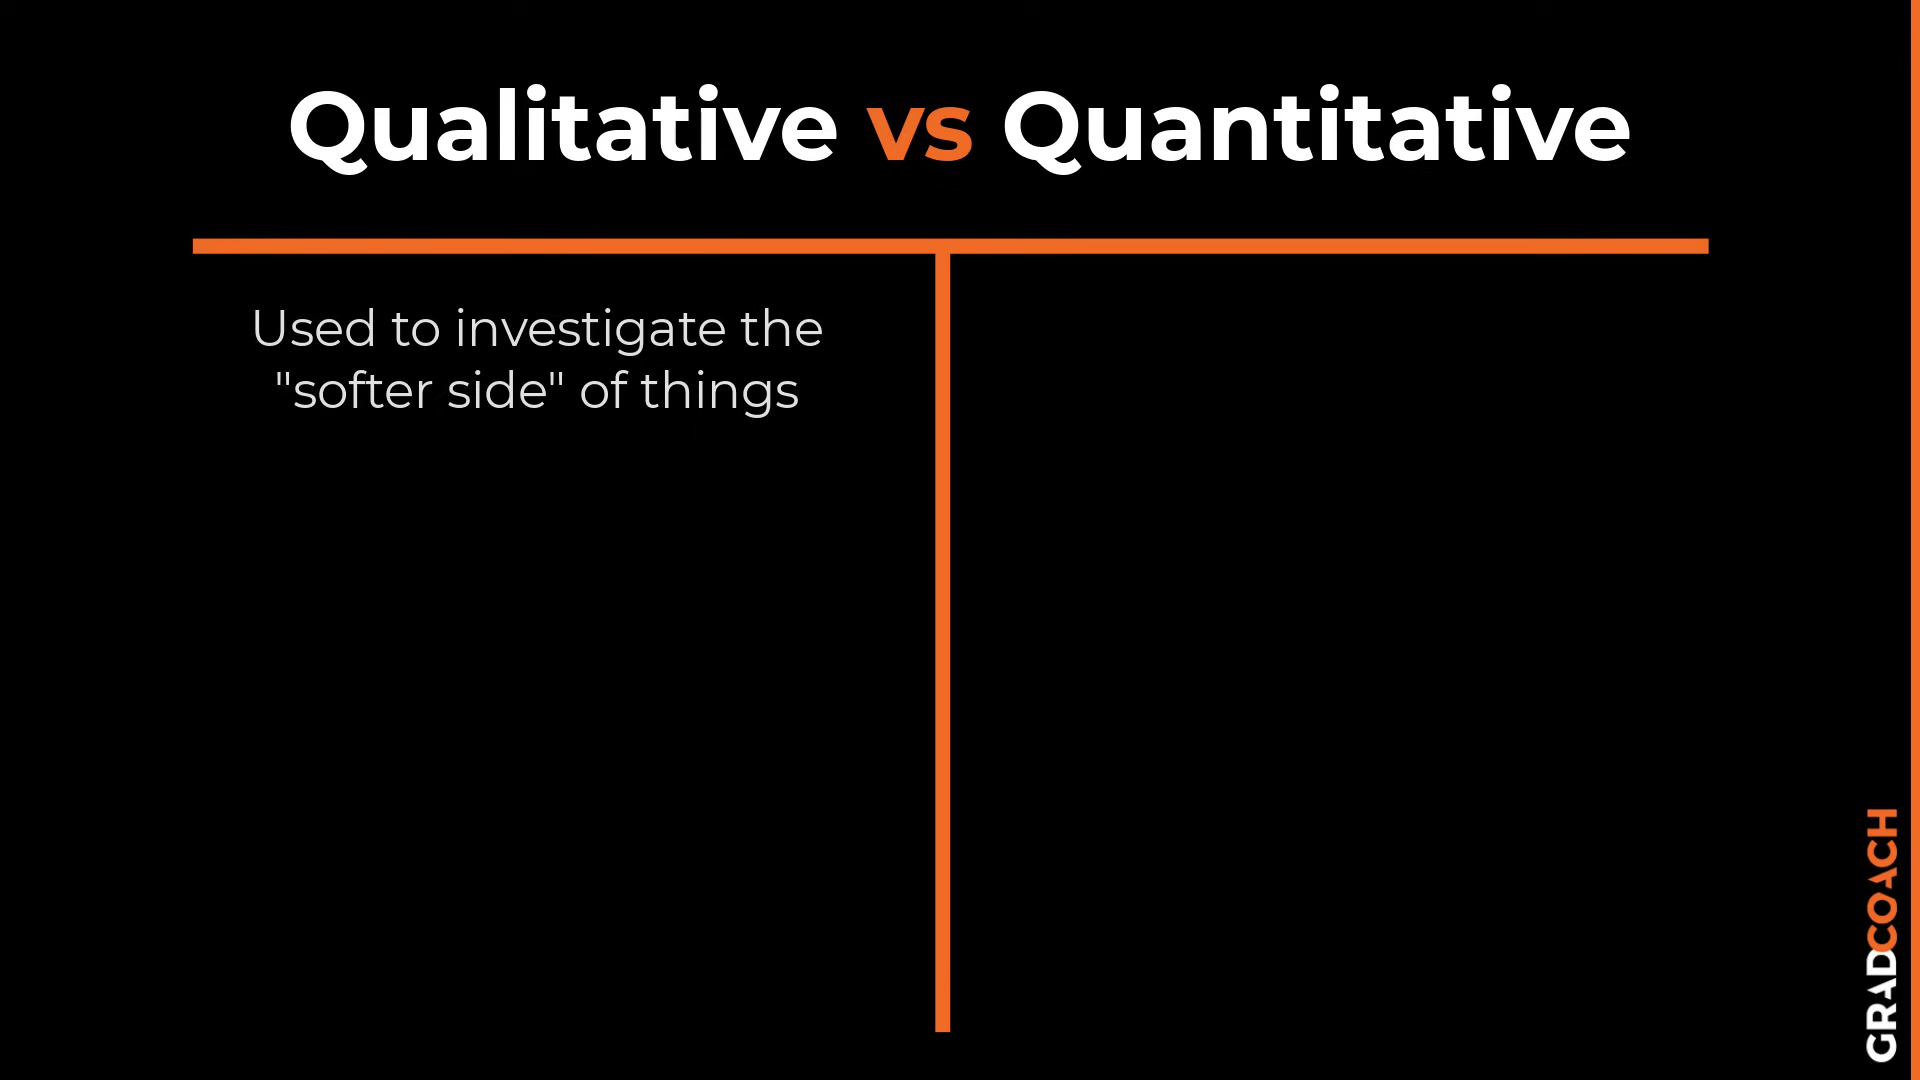 Qualitative vs Quantitative
Used to investigate the
"softer side" of things
GRADCOACH